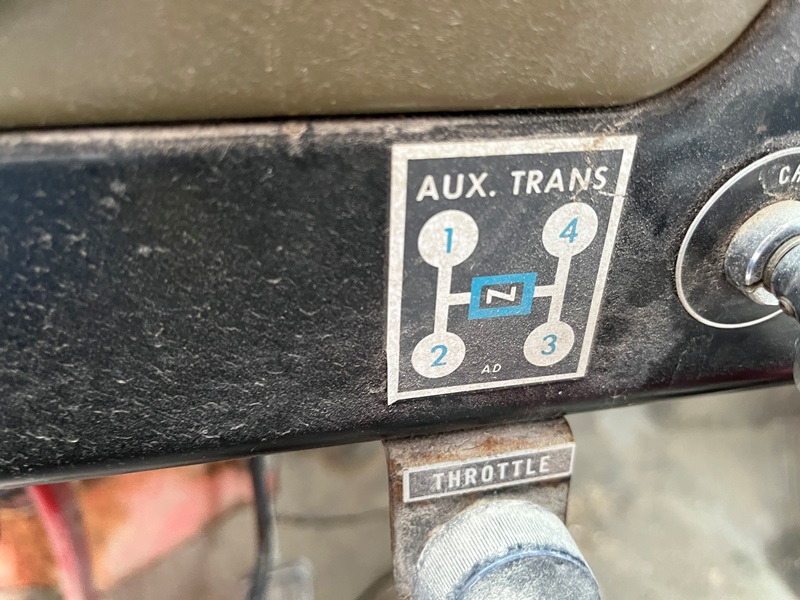 AUX. TRANS
1 4
N
2 3
AD
THROTTLE